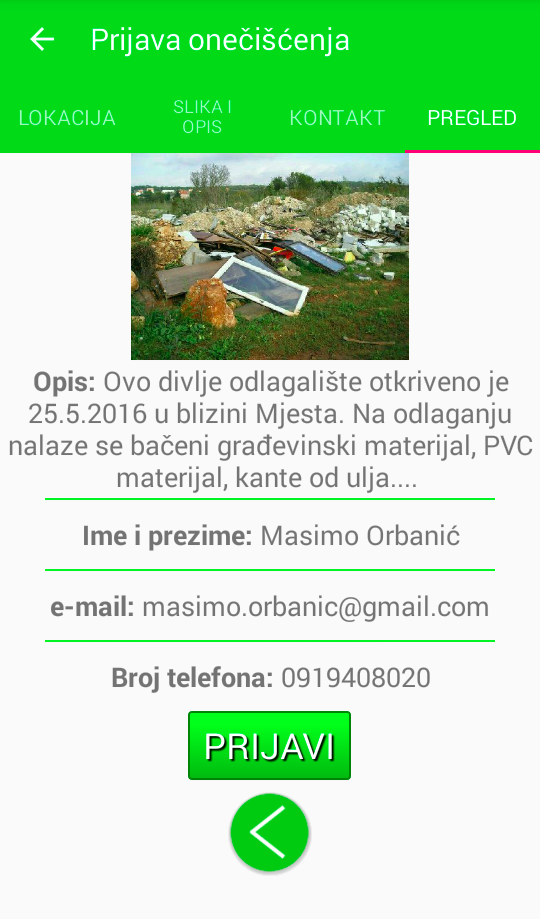 Prijava onečišćenja
LOKACIJA
SLIKA I
OPIS
KONTAKT
PREGLED
Opis: Ovo divlje odlagalište otkriveno je
25.5.2016 u blizini Mjesta. Na odlaganju
nalaze se bačeni građevinski materijal, PVC
materijal, kante od ulja....
Ime i prezime: Masimo Orbanić
e-mail: masimo.orbanic@gmail.com
Broj telefona: 0919408020
PRIJAVI